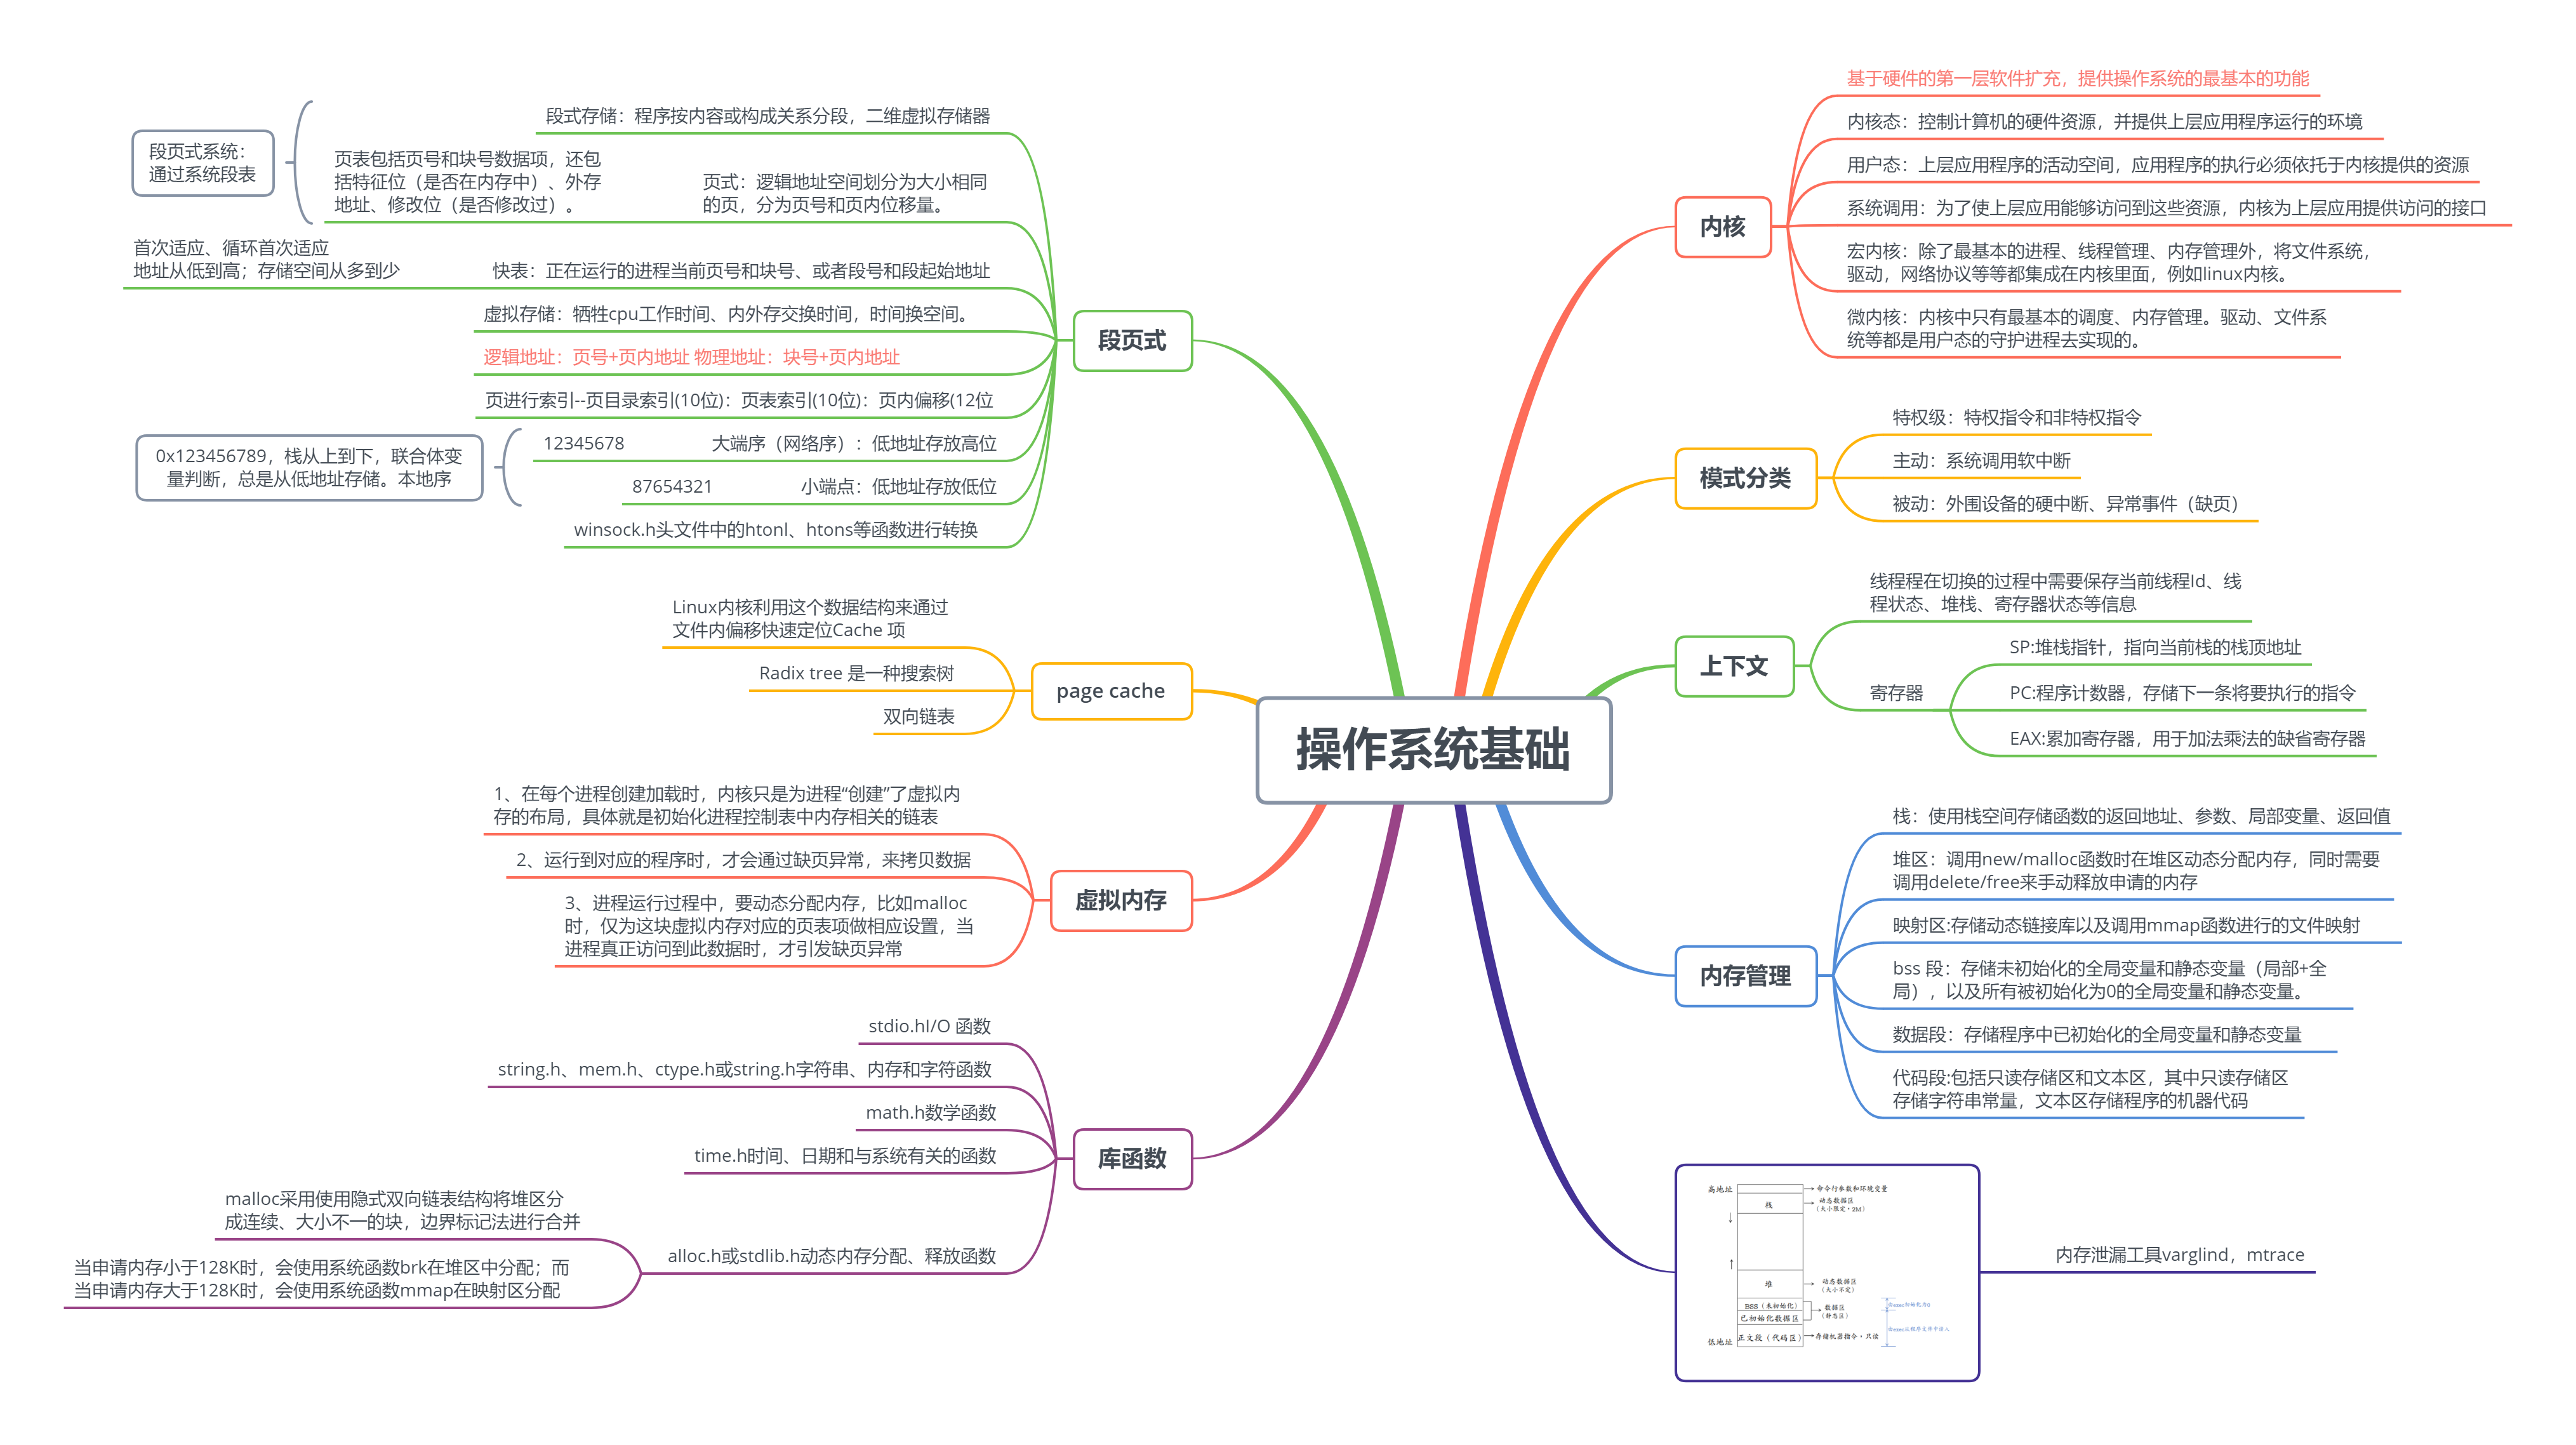 操作系统基础
内核
基于硬件的第一层软件扩充，提供操作系统的最基本的功能
内核态：控制计算机的硬件资源，并提供上层应用程序运行的环境
用户态：上层应用程序的活动空间，应用程序的执行必须依托于内核提供的资源
系统调用：为了使上层应用能够访问到这些资源，内核为上层应用提供访问的接口
宏内核：除了最基本的进程、线程管理、内存管理外，将文件系统，
驱动，网络协议等等都集成在内核里面，例如linux内核。
微内核：内核中只有最基本的调度、内存管理。驱动、文件系
统等都是用户态的守护进程去实现的。
模式分类
特权级：特权指令和非特权指令
主动：系统调用软中断
被动：外围设备的硬中断、异常事件（缺页）
上下文
线程程在切换的过程中需要保存当前线程Id、线
程状态、堆栈、寄存器状态等信息
寄存器
SP:堆栈指针，指向当前栈的栈顶地址
PC:程序计数器，存储下一条将要执行的指令
EAX:累加寄存器，用于加法乘法的缺省寄存器
内存管理
栈：使用栈空间存储函数的返回地址、参数、局部变量、返回值
堆区：调用new/malloc函数时在堆区动态分配内存，同时需要
调用delete/free来手动释放申请的内存
映射区:存储动态链接库以及调用mmap函数进行的文件映射
bss 段：存储未初始化的全局变量和静态变量（局部+全
局），以及所有被初始化为0的全局变量和静态变量。
数据段：存储程序中已初始化的全局变量和静态变量
代码段:包括只读存储区和文本区，其中只读存储区
存储字符串常量，文本区存储程序的机器代码
高地址
命令行参数和环境变量
栈
动态数据区
（大小限定，2M）
堆
动态数据区
（大小不定）
BSS（未初始化）
数据区
（静态区）
已初始化数据区
低地址
正文段（代码区）
存储机器指令，只读
由exec初始化为0
由exec从程序文件中读入
内存泄漏工具varglind，mtrace
段页式
段式存储：程序按内容或构成关系分段，二维虚拟存储器
页式：逻辑地址空间划分为大小相同
的页，分为页号和页内位移量。
页表包括页号和块号数据项，还包
括特征位（是否在内存中）、外存
地址、修改位（是否修改过）。
段页式系统：
通过系统段表
快表：正在运行的进程当前页号和块号、或者段号和段起始地址
首次适应、循环首次适应
地址从低到高；存储空间从多到少
虚拟存储：牺牲cpu工作时间、内外存交换时间，时间换空间。
逻辑地址：页号+页内地址 物理地址：块号+页内地址
页进行索引--页目录索引(10位)：页表索引(10位)：页内偏移(12位
大端序（网络序）：低地址存放高位
12345678
小端点：低地址存放低位
87654321
0x123456789，栈从上到下，联合体变
量判断，总是从低地址存储。本地序
winsock.h头文件中的htonl、htons等函数进行转换
page cache
Linux内核利用这个数据结构来通过
文件内偏移快速定位Cache 项
Radix tree 是一种搜索树
双向链表
虚拟内存
1、在每个进程创建加载时，内核只是为进程“创建”了虚拟内
存的布局，具体就是初始化进程控制表中内存相关的链表
2、运行到对应的程序时，才会通过缺页异常，来拷贝数据
3、进程运行过程中，要动态分配内存，比如malloc
时，仅为这块虚拟内存对应的页表项做相应设置，当
进程真正访问到此数据时，才引发缺页异常
库函数
stdio.hI/O 函数
string.h、mem.h、ctype.h或string.h字符串、内存和字符函数
math.h数学函数
time.h时间、日期和与系统有关的函数
alloc.h或stdlib.h动态内存分配、释放函数
malloc采用使用隐式双向链表结构将堆区分
成连续、大小不一的块，边界标记法进行合并
当申请内存小于128K时，会使用系统函数brk在堆区中分配；而
当申请内存大于128K时，会使用系统函数mmap在映射区分配